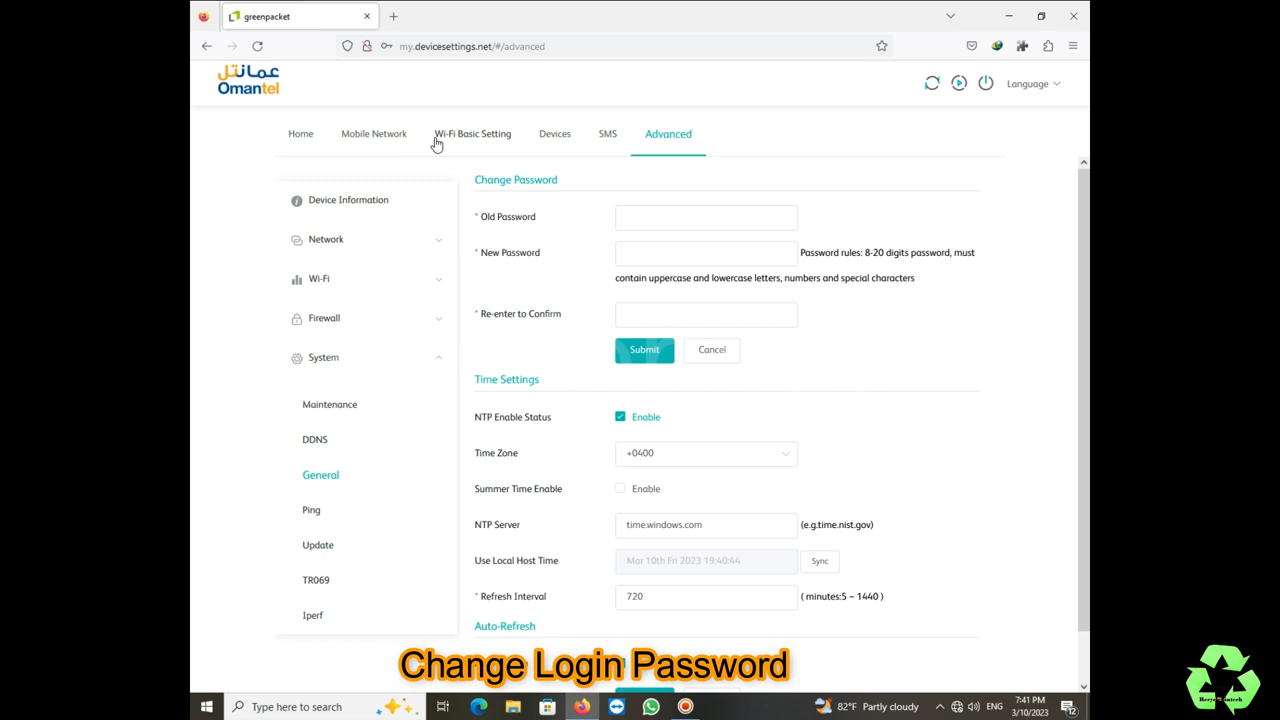 greenpacket
my.devicesettings.net/#/advanced
عمانتل
Omantel
Language
Home
Mobile Network
Wi-Fi Basic Setting
Devices
SMS
Advanced
Device Information
Network
Wi-Fi
Firewall
System
Maintenance
DDNS
General
Ping
Update
TR069
Iperf
Change Password
* Old Password
* New Password
Password rules: 8-20 digits password, must
contain uppercase and lowercase letters, numbers and special characters
* Re-enter to Confirm
Submit
Cancel
Time Settings
NTP Enable Status
Enable
Time Zone
+0400
Summer Time Enable
Enable
NTP Server
time.windows.com
(e.g.time.nist.gov)
Use Local Host Time
Mar 10th Fri 2023 19:40:44
Sync
* Refresh Interval
720
( minutes:5 ~ 1440 )
Auto-Refresh
Change Login Password
Type here to search
82°F Partly cloudy
ENG
7:41 PM
3/10/2023
12